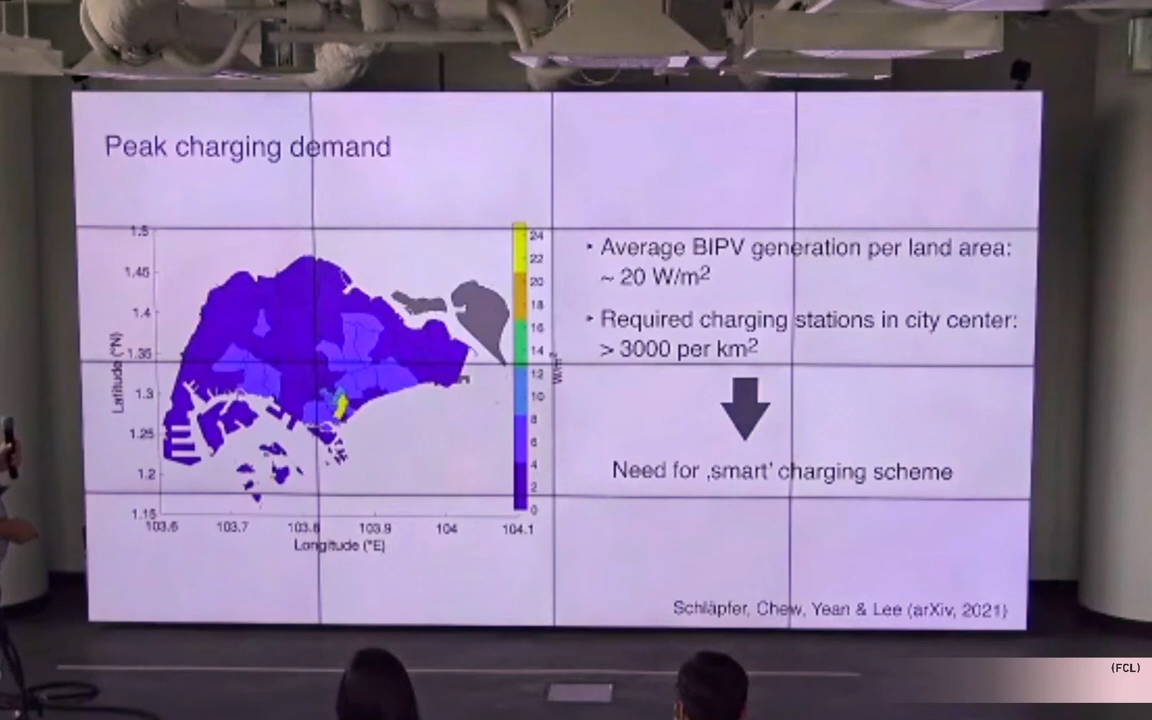 Peak charging demand
1.5
1.45
1.4
1.35
1.3
1.25
1.2
1.15
Latitude (°N)
103.6 103.7 103.8 103.9 104 104.1
Longitude (°E)
24
22
20
18
16
14
12
10
8
6
4
2
0
W/m2
‣ Average BIPV generation per land area:
~ 20 W/m2
‣ Required charging stations in city center:
> 3000 per km2
Need for ‚smart' charging scheme
Schläpfer, Chew, Yean & Lee (arXiv, 2021)
(FCL)